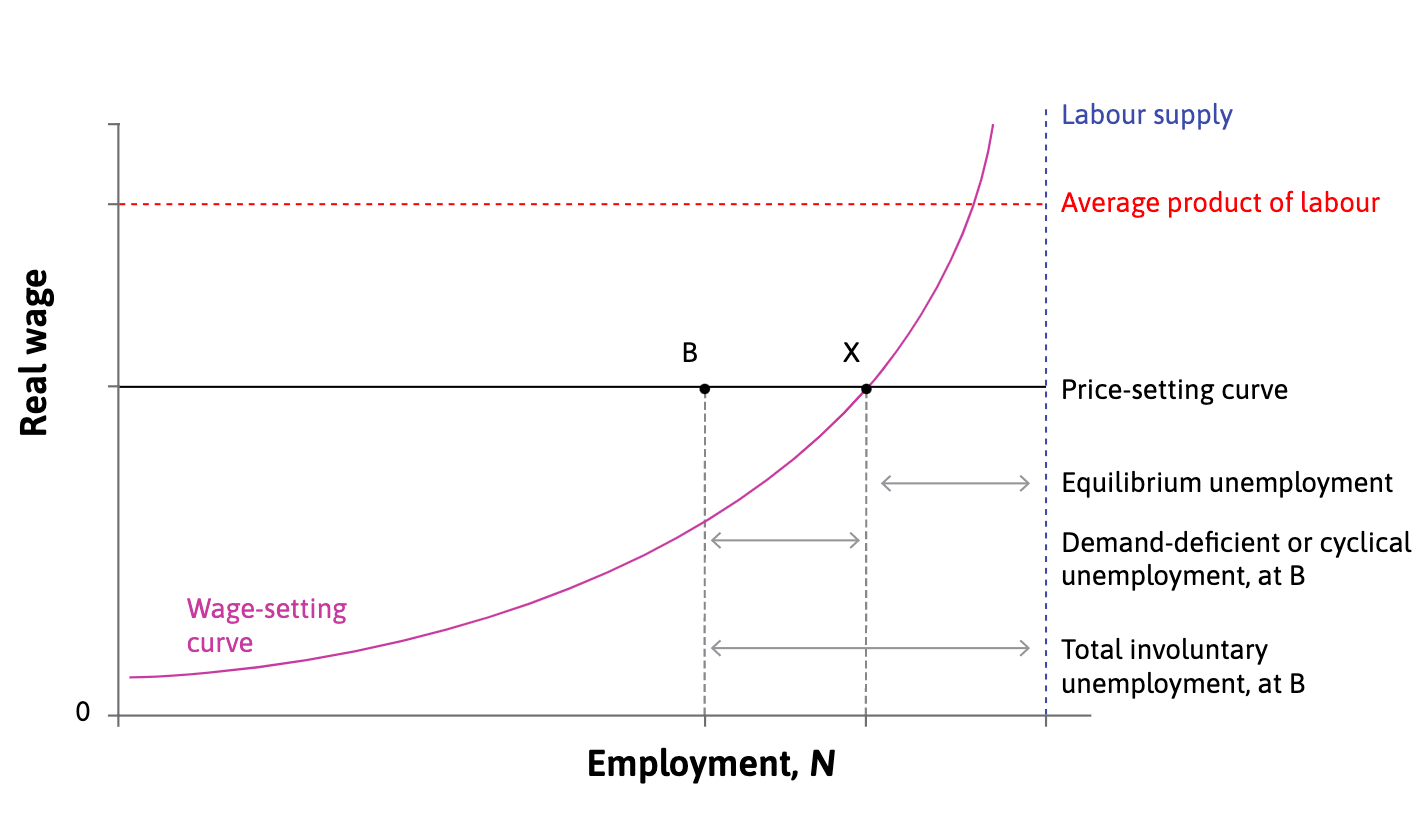 Labour supply
Average product of labour
Real wage
B
X
Price-setting curve
Equilibrium unemployment
Demand-deficient or cyclical
unemployment, at B
Wage-setting
curve
Total involuntary
unemployment, at B
0
Employment, N